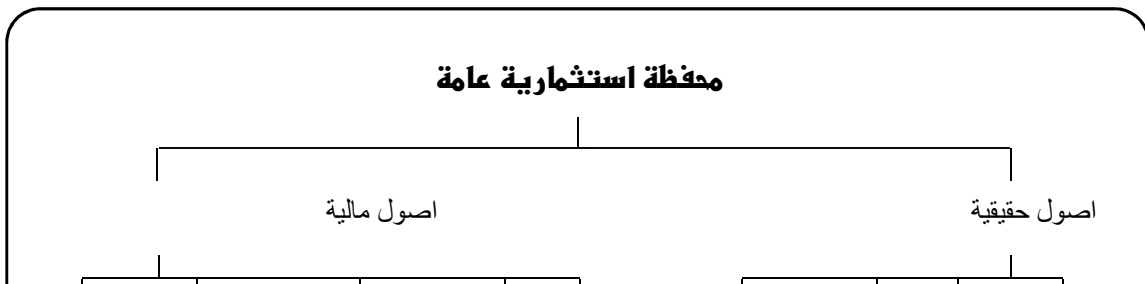 محفظة استثمارية عامة
اصول حقيقية
اصول مالية